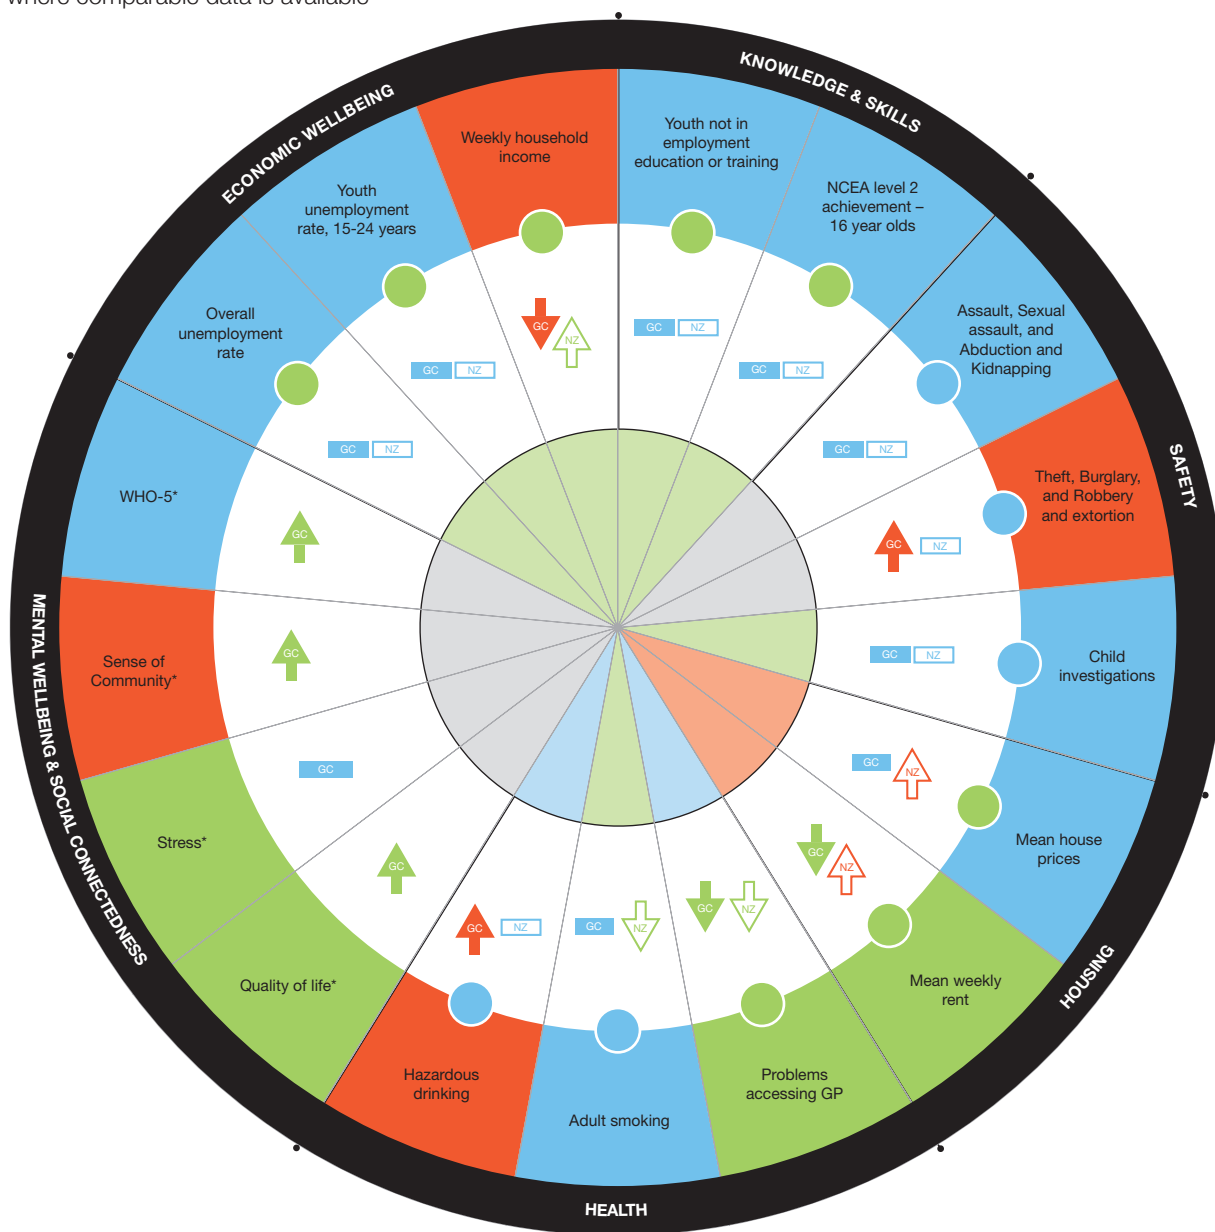 where comparable data is available
ECONOMIC WELLBEING
KNOWLEDGE & SKILLS
SAFETY
HOUSING
HEALTH
MENTAL WELLBEING & SOCIAL CONNECTEDNESS
Weekly household
income
GC NZ
Youth not in
employment
education or training
GC NZ
NCEA level 2
achievement –
16 year olds
GC NZ
Assault, Sexual
assault, and
Abduction and
Kidnapping
GC NZ
Theft, Burglary,
and Robbery
and extortion
GC NZ
Child
investigations
GC NZ
Mean house
prices
GC NZ
Mean weekly
rent
GC NZ
Problems
accessing GP
GC NZ
Adult smoking
GC NZ
Hazardous
drinking
GC NZ
Quality of life*
GC
Stress*
GC
Sense of
Community*
GC
WHO-5*
GC
Overall
unemployment
rate
GC NZ
Youth
unemployment
rate, 15-24 years
GC NZ